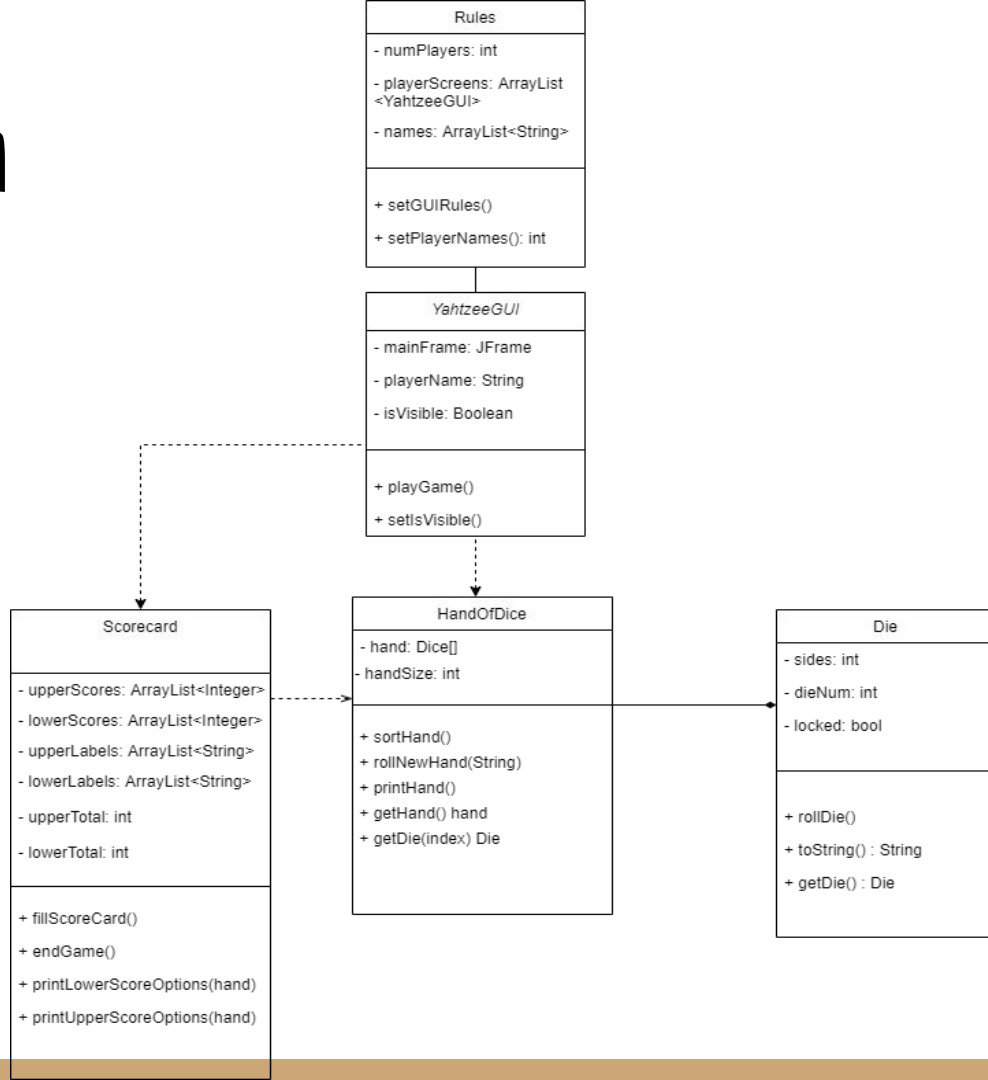 Rules
- numPlayers: int
- playerScreens: ArrayList
<YahtzeeGUI>
- names: ArrayList<String>
+ setGUIRules()
+ setPlayerNames(): int
YahtzeeGUI
- mainFrame: JFrame
- playerName: String
- isVisible: Boolean
+ playGame()
+ setIsVisible()
Scorecard
- upperScores: ArrayList<Integer>
- lowerScores: ArrayList<Integer>
- upperLabels: ArrayList<String>
- lowerLabels: ArrayList<String>
- upperTotal: int
- lowerTotal: int
+ fillScoreCard()
+ endGame()
+ printLowerScoreOptions(hand)
+ printUpperScoreOptions(hand)
HandOfDice
- hand: Dice[]
- handSize: int
+ sortHand()
+ rollNewHand(String)
+ printHand()
+ getHand() hand
+ getDie(index) Die
Die
- sides: int
- dieNum: int
- locked: bool
+ rollDie()
+ toString() : String
+ getDie() : Die